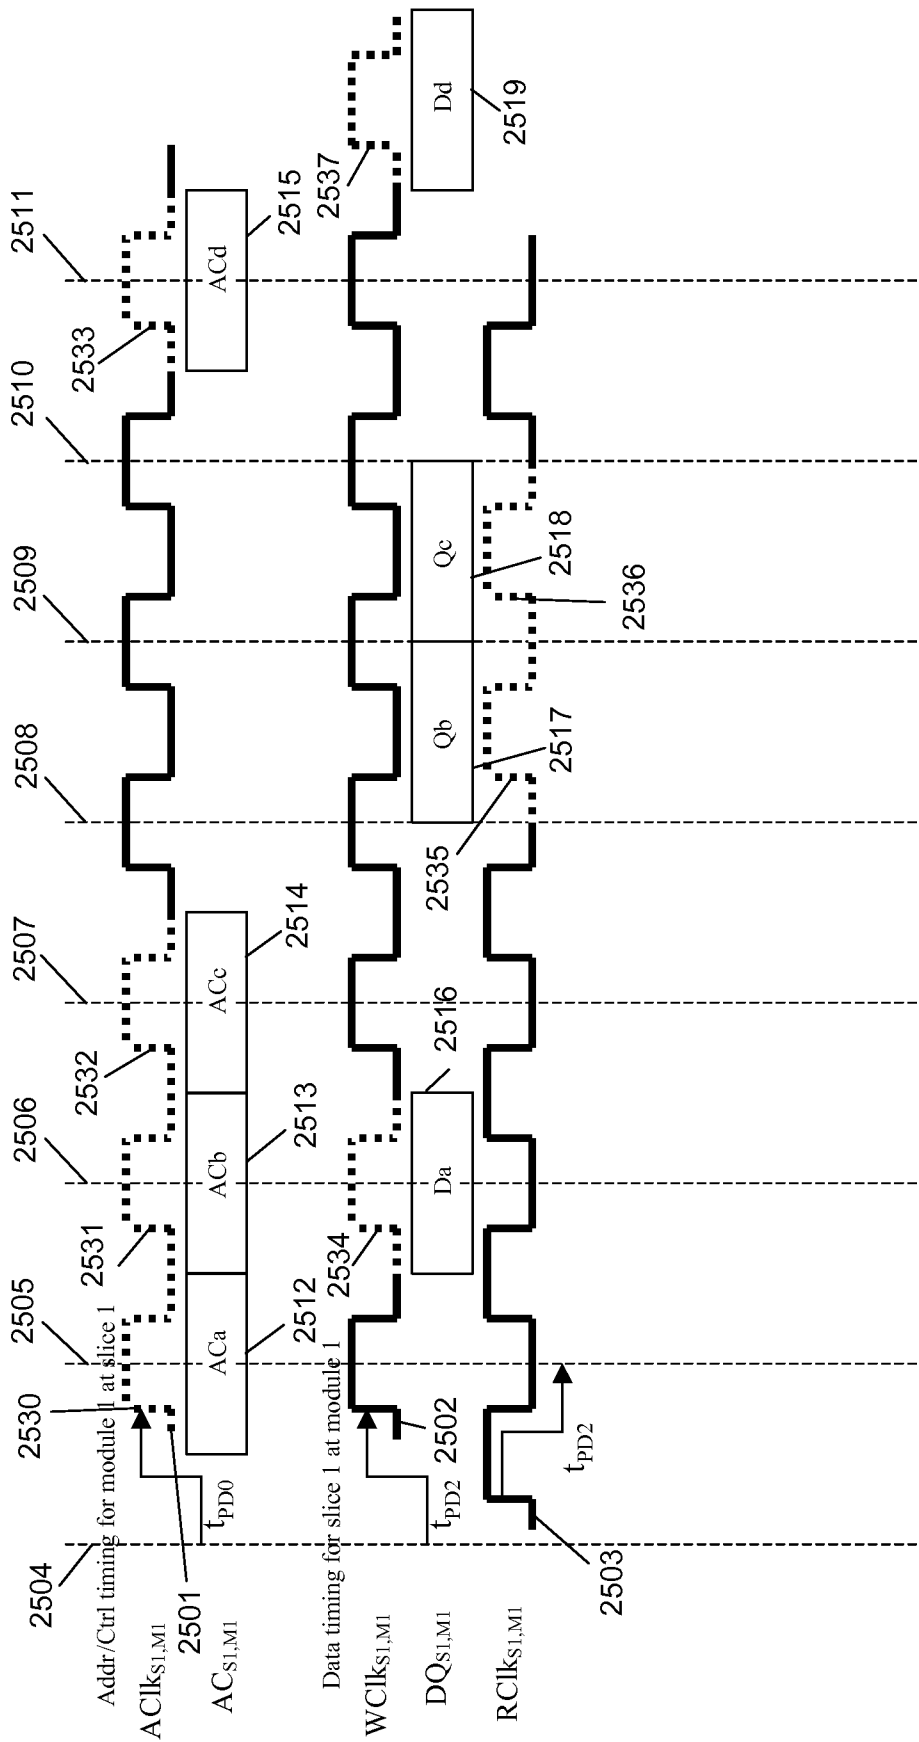 2504
2505
2506
2507
2508
2509
2510
2511
Addr/Ctrl timing for module 1 at slice 1
2530
2531
2532
2533
AClkS1,M1
2501
tPD0
ACS1,M1
ACa
ACb
ACc
ACd
2512
2513
2514
2515
Data timing for slice 1 at module 1
2534
2537
WClkS1,M1
2502
tPD2
DQS1,M1
Da
2516
Qb
Qc
Dd
2535
2517
2518
2519
RClkS1,M1
2503
tPD2
2536